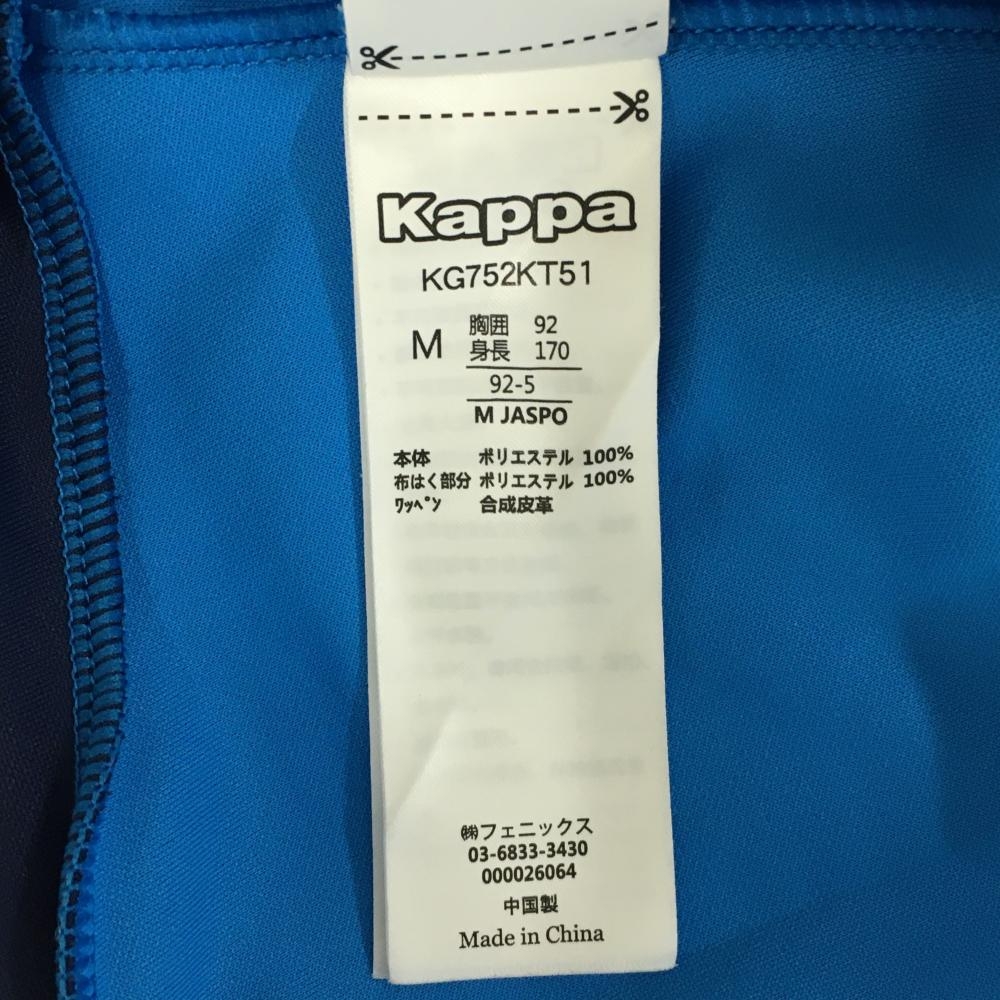 Kappa
KG752KT51
M 胸囲 92
身長 170
92-5
M JASPO
本体 ポリエステル 100%
布はく部分 ポリエステル 100%
ﾜｯﾍﾟﾝ 合成皮革
㈱フェニックス
03-6833-3430
000026064
中国製
Made in China